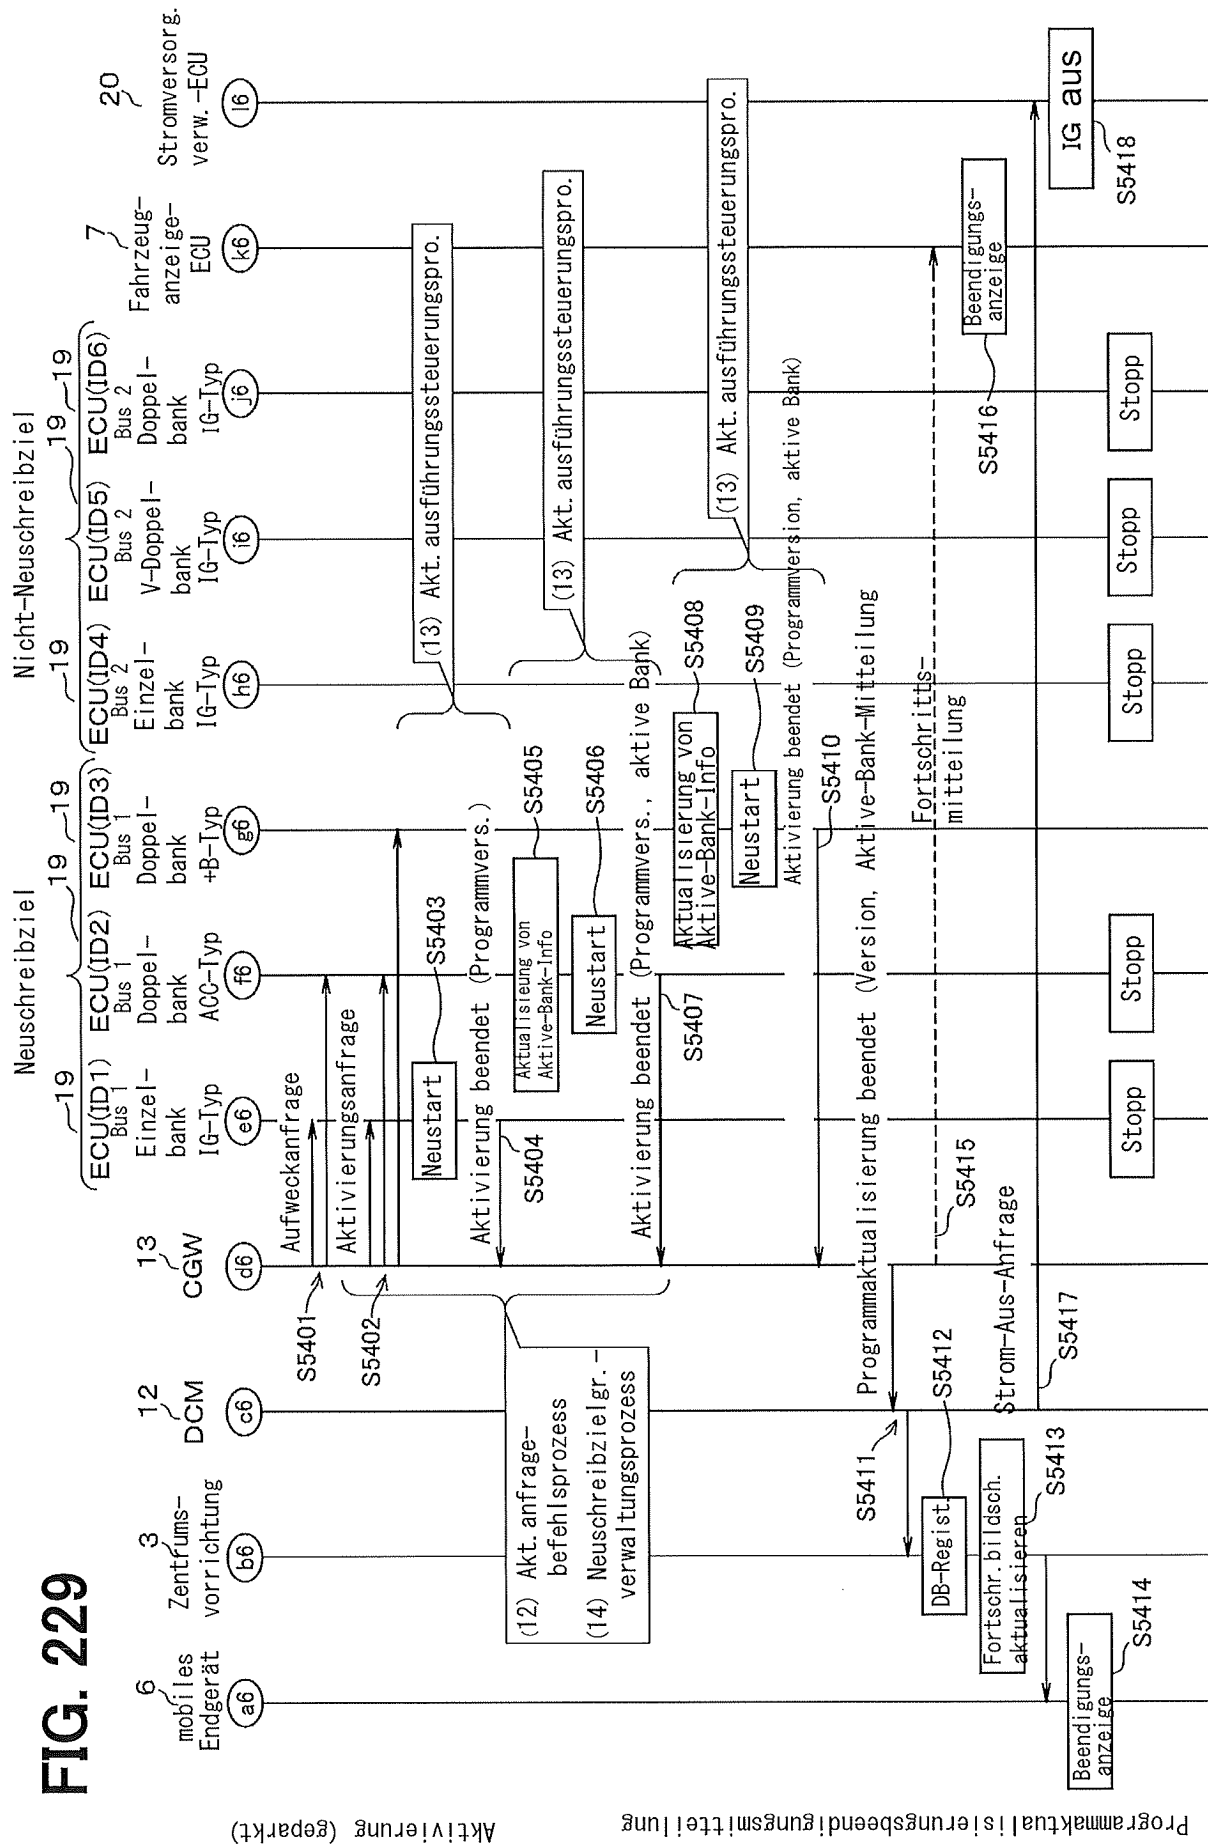 FIG. 229
Aktivierung (geparkt)
Programmaktualisierungsbeendigungsmitteilung
6
mobiles
Endgerät
a6
3
Zentrums-
vorrichtung
b6
12
DCM
c6
13
CGW
d6
Neuschreibziel
19
ECU(ID1)
Bus 1
Einzel-
bank
IG-Typ
e6
19
ECU(ID2)
Bus 1
Doppel-
bank
ACC-Typ
f6
19
ECU(ID3)
Bus 1
Doppel-
bank
+B-Typ
g6
Nicht-Neuschreibziel
19
ECU(ID4)
Bus 2
Einzel-
bank
IG-Typ
h6
19
ECU(ID5)
Bus 2
V-Doppel-
bank
IG-Typ
i6
19
ECU(ID6)
Bus 2
Doppel-
bank
IG-Typ
j6
7
Fahrzeug-
anzeige-
ECU
k6
20
Stromversorg.
verw.-ECU
l6
Aufweckanfrage
S5401
Aktivierungsanfrage
S5402
Neustart
S5403
(13) Akt. ausführungssteuerungspro.
Aktivierung beendet (Programmvers.)
S5404
(12) Akt. anfrage-
befehlsprozess
(14) Neuschreibzielgr.-
verwaltungsprozess
Aktualisieung von
Aktive-Bank-Info
S5405
Neustart
S5406
(13) Akt. ausführungssteuerungspro.
Aktivierung beendet (Programmvers., aktive Bank)
S5407
Aktualisierung von
Aktive-Bank-Info
S5408
Neustart
S5409
(13) Akt. ausführungssteuerungspro.
Aktivierung beendet (Programmversion, aktive Bank)
S5410
Programmaktualisierung beendet (Version, Aktive-Bank-Mitteilung
S5411
DB-Regist.
S5412
Fortschritts-
mitteilung
S5415
Fortschr. bildsch.
aktualisieren
S5413
Beendigungs-
anzeige
S5416
Strom-Aus-Anfrage
S5417
Beendigungs-
anzeige
S5414
IG aus
S5418
Stopp
Stopp
Stopp
Stopp
Stopp